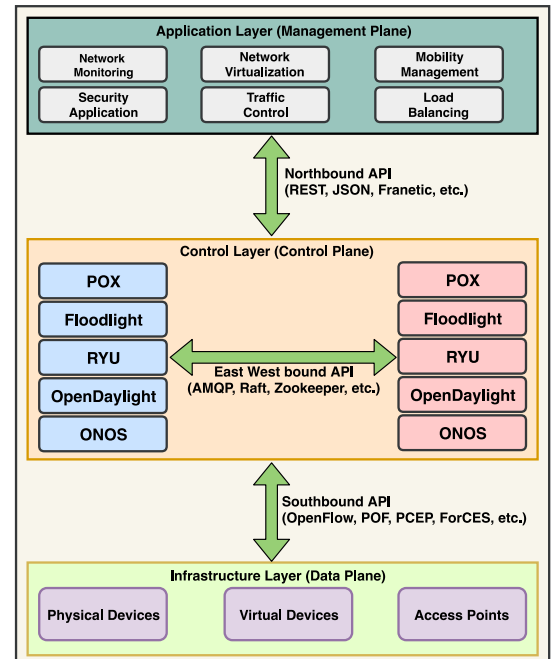 Application Layer (Management Plane)
Network
Monitoring
Network
Virtualization
Mobility
Management
Security
Application
Traffic
Control
Load
Balancing
Northbound API
(REST, JSON, Franetic, etc.)
Control Layer (Control Plane)
POX
Floodlight
RYU
OpenDaylight
ONOS
East West bound API
(AMQP, Raft, Zookeeper, etc.)
POX
Floodlight
RYU
OpenDaylight
ONOS
Southbound API
(OpenFlow, POF, PCEP, ForCES, etc.)
Infrastructure Layer (Data Plane)
Physical Devices
Virtual Devices
Access Points